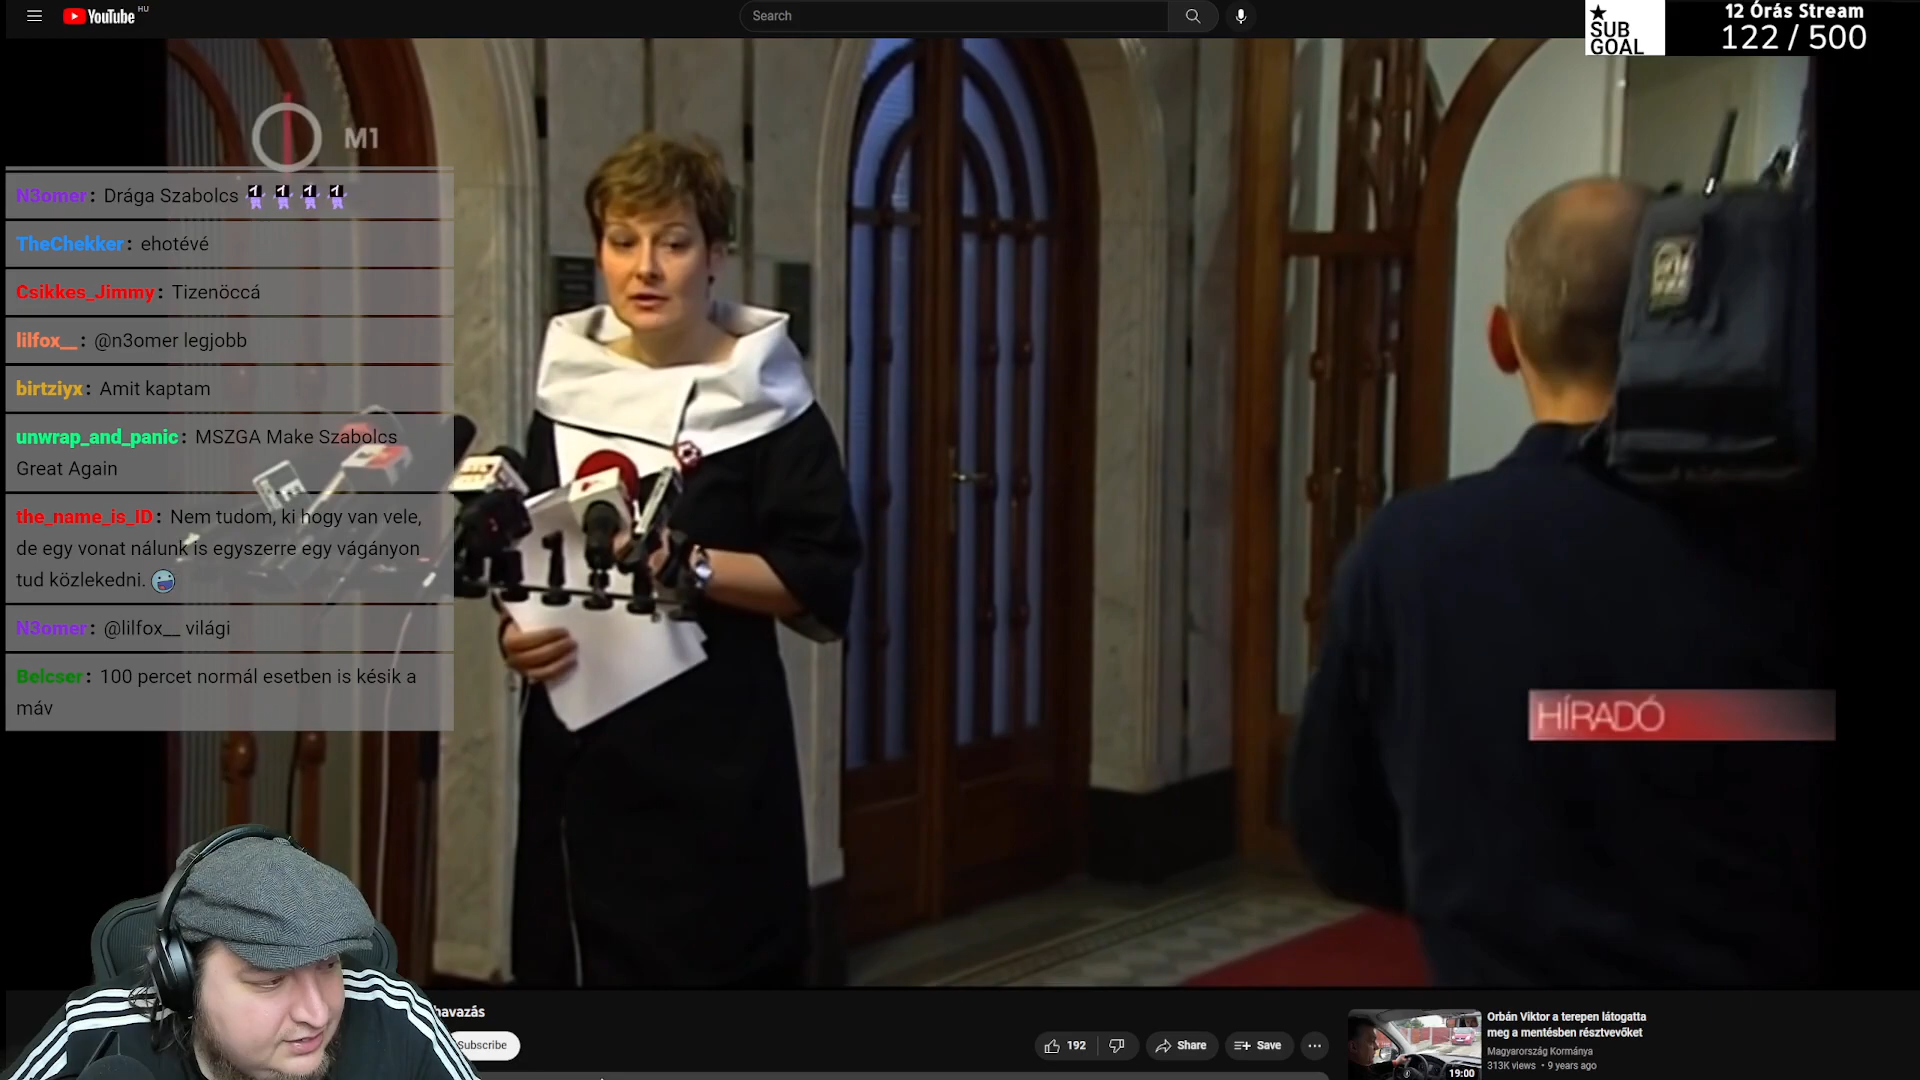 YouTube HU
Search
★ SUB GOAL
12 Órás Stream
122 / 500
M1
N3omer: Drága Szabolcs
TheChekker: ehotévé
Csikkes_Jimmy: Tizenöccá
lilfox__: @n3omer legjobb
birtziyx: Amit kaptam
unwrap_and_panic: MSZGA Make Szabolcs
Great Again
the_name_is_ID: Nem tudom, ki hogy van vele,
de egy vonat nálunk is egyszerre egy vágányon
tud közlekedni.
N3omer: @lilfox__ világi
Belcser: 100 percet normál esetben is késik a
máv
HÍRADÓ
havazás
Subscribe
192
Share
Save
Orbán Viktor a terepen látogatta
meg a mentésben résztvevőket
Magyarország Kormánya
313K views • 9 years ago
19:00